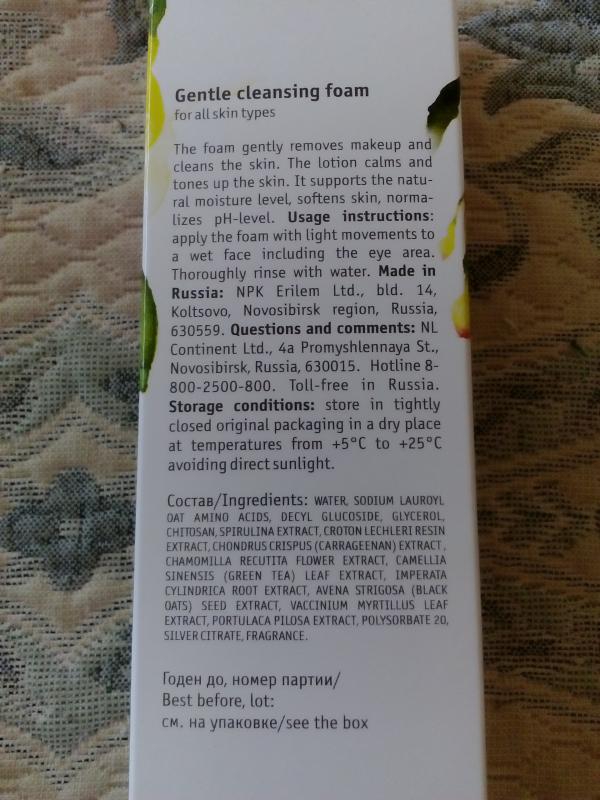 Gentle cleansing foam
for all skin types
The foam gently removes makeup and
cleans the skin. The lotion calms and
tones up the skin. It supports the natu-
ral moisture level, softens skin, norma-
lizes pH-level. Usage instructions:
apply the foam with light movements to
a wet face including the eye area.
Thoroughly rinse with water. Made in
Russia: NPK Erilem Ltd., bld. 14,
Koltsovo, Novosibirsk region, Russia,
630559. Questions and comments: NL
Continent Ltd., 4a Promyshlennaya St.,
Novosibirsk, Russia, 630015. Hotline 8-
800-2500-800. Toll-free in Russia.
Storage conditions: store in tightly
closed original packaging in a dry place
at temperatures from +5°C to +25°C
avoiding direct sunlight.
Состав/Ingredients: WATER, SODIUM LAUROYL
OAT AMINO ACIDS, DECYL GLUCOSIDE, GLYCEROL,
CHITOSAN, SPIRULINA EXTRACT, CROTON LECHLERI RESIN
EXTRACT, CHONDRUS CRISPUS (CARRAGEENAN) EXTRACT ,
CHAMOMILLA RECUTITA FLOWER EXTRACT, CAMELLIA
SINENSIS (GREEN TEA) LEAF EXTRACT, IMPERATA
CYLINDRICA ROOT EXTRACT, AVENA STRIGOSA (BLACK
OATS) SEED EXTRACT, VACCINIUM MYRTILLUS LEAF
EXTRACT, PORTULACA PILOSA EXTRACT, POLYSORBATE 20,
SILVER CITRATE, FRAGRANCE.
Годен до, номер партии/
Best before, lot:
см. на упаковке/see the box